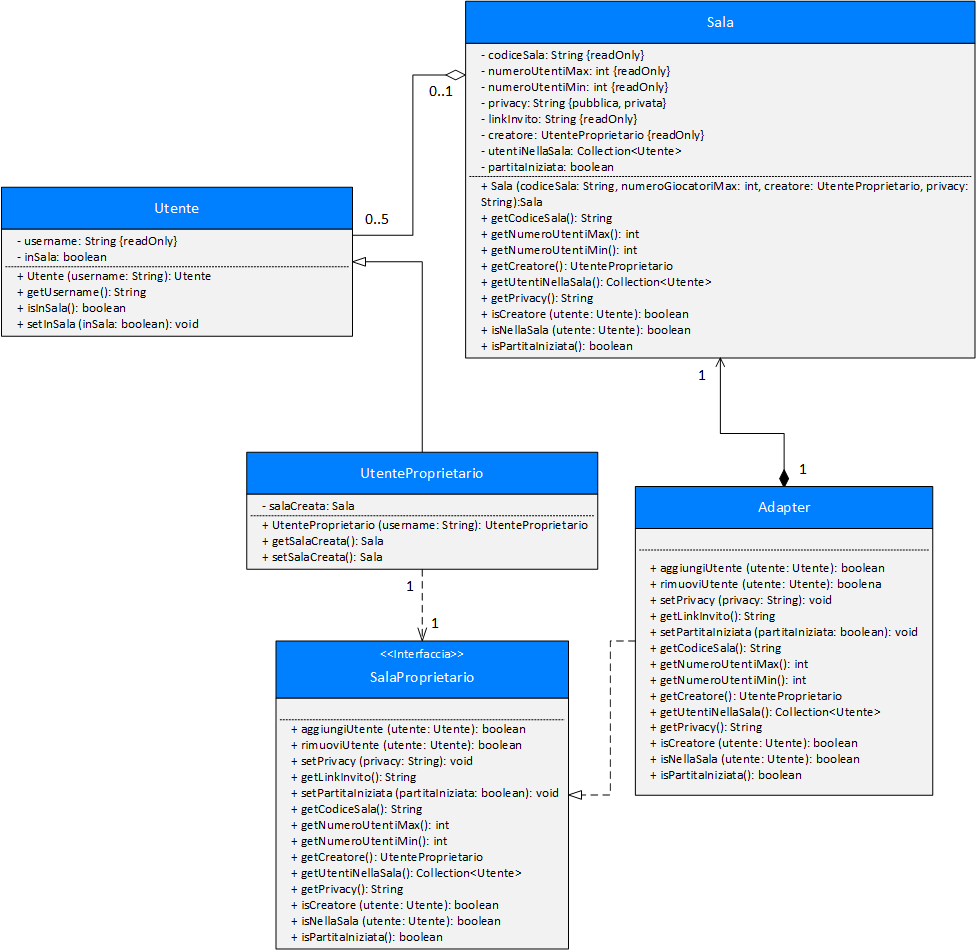 Sala
- codiceSala: String {readOnly}
- numeroUtentiMax: int {readOnly}
- numeroUtentiMin: int {readOnly}
- privacy: String {pubblica, privata}
- linkInvito: String {readOnly}
- creatore: UtenteProprietario {readOnly}
- utentiNellaSala: Collection<Utente>
- partitaIniziata: boolean
+ Sala (codiceSala: String, numeroGiocatoriMax: int, creatore: UtenteProprietario, privacy:
String):Sala
+ getCodiceSala(): String
+ getNumeroUtentiMax(): int
+ getNumeroUtentiMin(): int
+ getCreatore(): UtenteProprietario
+ getUtentiNellaSala(): Collection<Utente>
+ getPrivacy(): String
+ isCreatore (utente: Utente): boolean
+ isNellaSala (utente: Utente): boolean
+ isPartitaIniziata(): boolean
0..1
0..5
Utente
- username: String {readOnly}
- inSala: boolean
+ Utente (username: String): Utente
+ getUsername(): String
+ isInSala(): boolean
+ setInSala (inSala: boolean): void
1
1
UtenteProprietario
- salaCreata: Sala
+ UtenteProprietario (username: String): UtenteProprietario
+ getSalaCreata(): Sala
+ setSalaCreata(): Sala
1
1
Adapter
+ aggiungiUtente (utente: Utente): boolean
+ rimuoviUtente (utente: Utente): boolena
+ setPrivacy (privacy: String): void
+ getLinkInvito(): String
+ setPartitaIniziata (partitaIniziata: boolean): void
+ getCodiceSala(): String
+ getNumeroUtentiMax(): int
+ getNumeroUtentiMin(): int
+ getCreatore(): UtenteProprietario
+ getUtentiNellaSala(): Collection<Utente>
+ getPrivacy(): String
+ isCreatore (utente: Utente): boolean
+ isNellaSala (utente: Utente): boolean
+ isPartitaIniziata(): boolean
<<Interfaccia>>
SalaProprietario
+ aggiungiUtente (utente: Utente): boolean
+ rimuoviUtente (utente: Utente): boolean
+ setPrivacy (privacy: String): void
+ getLinkInvito(): String
+ setPartitaIniziata (partitaIniziata: boolean): void
+ getCodiceSala(): String
+ getNumeroUtentiMax(): int
+ getNumeroUtentiMin(): int
+ getCreatore(): UtenteProprietario
+ getUtentiNellaSala(): Collection<Utente>
+ getPrivacy(): String
+ isCreatore (utente: Utente): boolean
+ isNellaSala (utente: Utente): boolean
+ isPartitaIniziata(): boolean